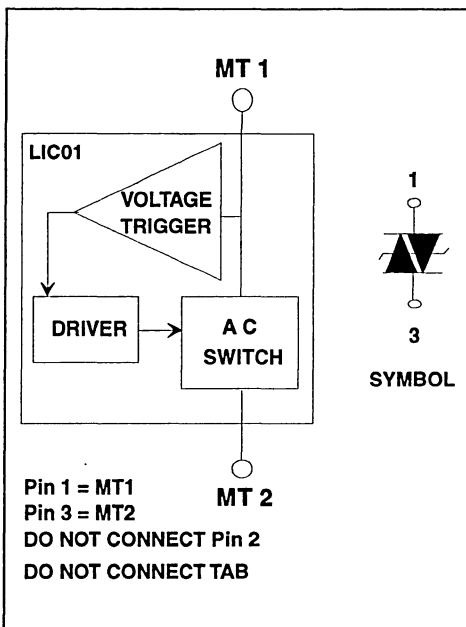 MT 1
LIC01
VOLTAGE
TRIGGER
DRIVER
A C
SWITCH
MT 2
1
3
SYMBOL
Pin 1 = MT1
Pin 3 = MT2
DO NOT CONNECT Pin 2
DO NOT CONNECT TAB